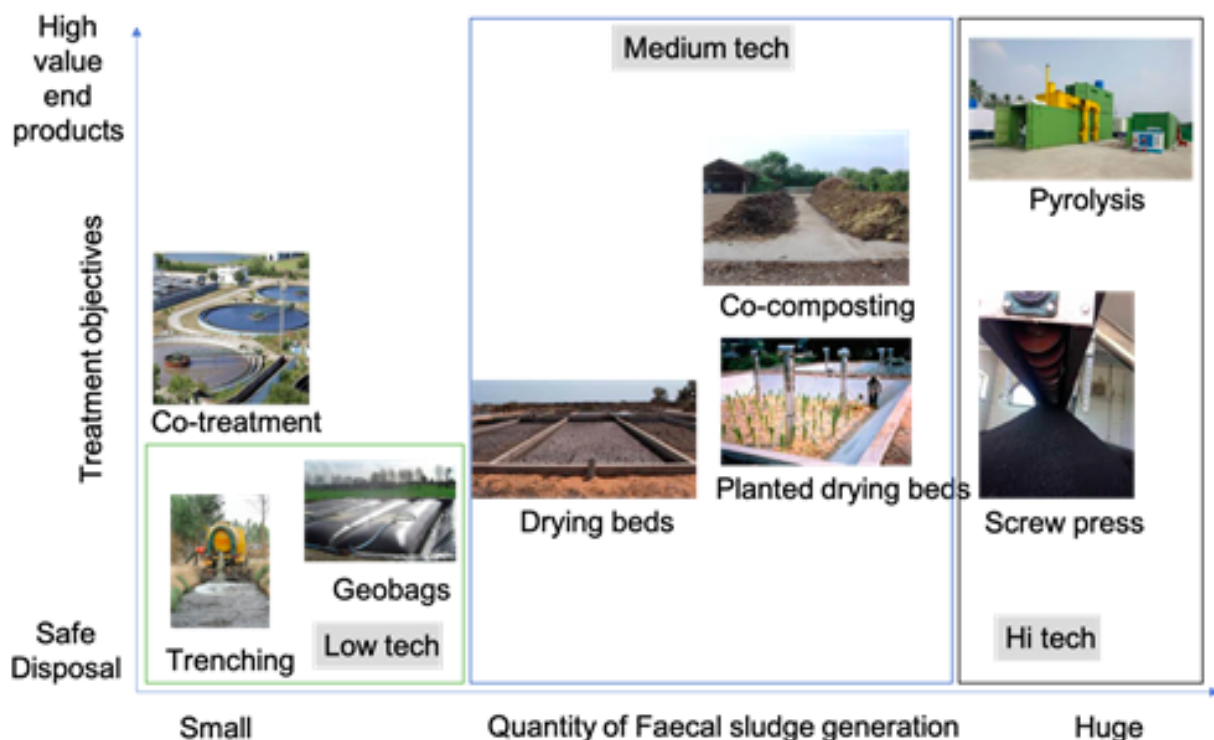 High
value
end
products
Medium tech
Pyrolysis
Treatment objectives
Co-composting
Co-treatment
Planted drying beds
Drying beds
Screw press
Geobags
Safe
Disposal
Trenching
Low tech
Hi tech
Small
Quantity of Faecal sludge generation
Huge